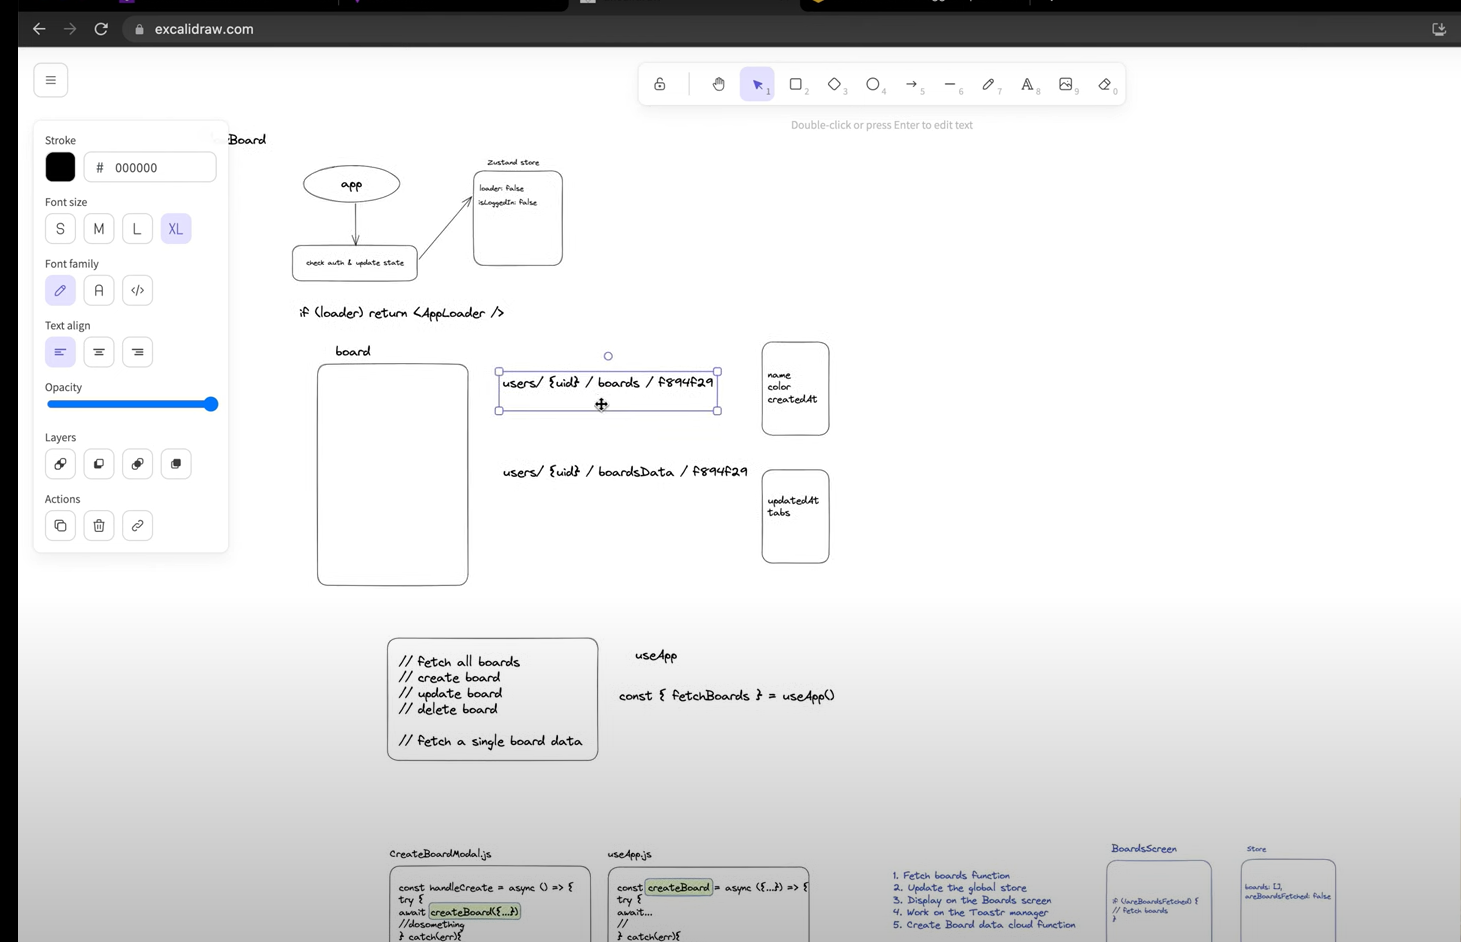 excalidraw.com
1
2
3
4
5
6
7
8
9
0
Double-click or press Enter to edit text
Stroke
# 000000
Font size
S M L XL
Font family
A </>
Text align
Opacity
Layers
Actions
Board
app
check auth & update state
Zustand store
loader: false
isLoggedIn: false
if (loader) return <AppLoader />
board
users/ {uid} / boards / f894f29
name
color
createdAt
users/ {uid} / boardsData / f894f29
updatedAt
tabs
// fetch all boards
// create board
// update board
// delete board
// fetch a single board data
useApp
const { fetchBoards } = useApp()
CreateBoardModal.js
const handleCreate = async () => {
try {
await createBoard({...})
//dosomething
} catch(err){
useApp.js
const createBoard = async ({...}) => {
try {
await...
//
} catch(err){
1. Fetch boards function
2. Update the global store
3. Display on the Boards screen
4. Work on the Toastr manager
5. Create Board data cloud function
BoardsScreen
if (!areBoardsFetched) {
// fetch boards
}
Store
boards: [],
areBoardsFetched: false